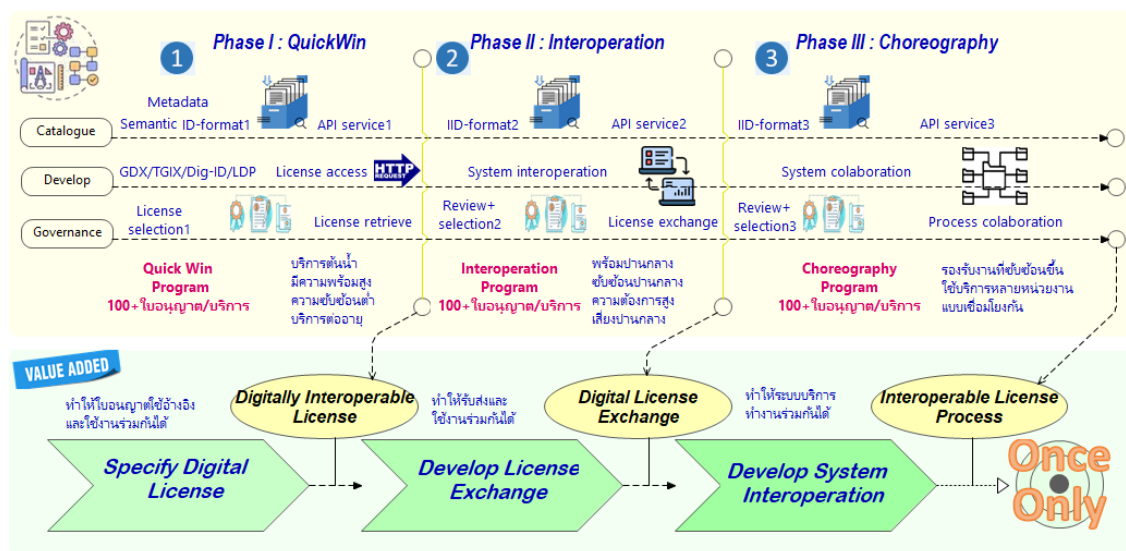 1
Phase I : QuickWin
2
Phase II : Interoperation
3
Phase III : Choreography
Catalogue
Metadata
Semantic ID-format1
API service1
IID-format2
API service2
IID-format3
API service3
Develop
GDX/TGIX/Dig-ID/LDP
License access
HTTP
REQUEST
System interoperation
System colaboration
Governance
License
selection1
License retrieve
Review+
selection2
License exchange
Review+
selection3
Process colaboration
Quick Win
Program
100+ใบอนุญาต/บริการ
บริการต้นน้ำ
มีความพร้อมสูง
ความซับซ้อนต่ำ
บริการต่ออายุ
Interoperation
Program
100+ใบอนุญาต/บริการ
พร้อมปานกลาง
ซับซ้อนปานกลาง
ความต้องการสูง
เสี่ยงปานกลาง
Choreography
Program
100+ใบอนุญาต/บริการ
รองรับงานที่ซับซ้อนขึ้น
ใช้บริการหลายหน่วยงาน
แบบเชื่อมโยงกัน
VALUE ADDED
ทำให้ใบอนญาตใช้อ้างอิง
และใช้งานร่วมกันได้
Digitally Interoperable
License
ทำให้รับส่งและ
ใช้งานร่วมกันได้
Digital License
Exchange
ทำให้ระบบบริการ
ทำงานร่วมกันได้
Interoperable License
Process
Specify Digital
License
Develop License
Exchange
Develop System
Interoperation
Once
Only